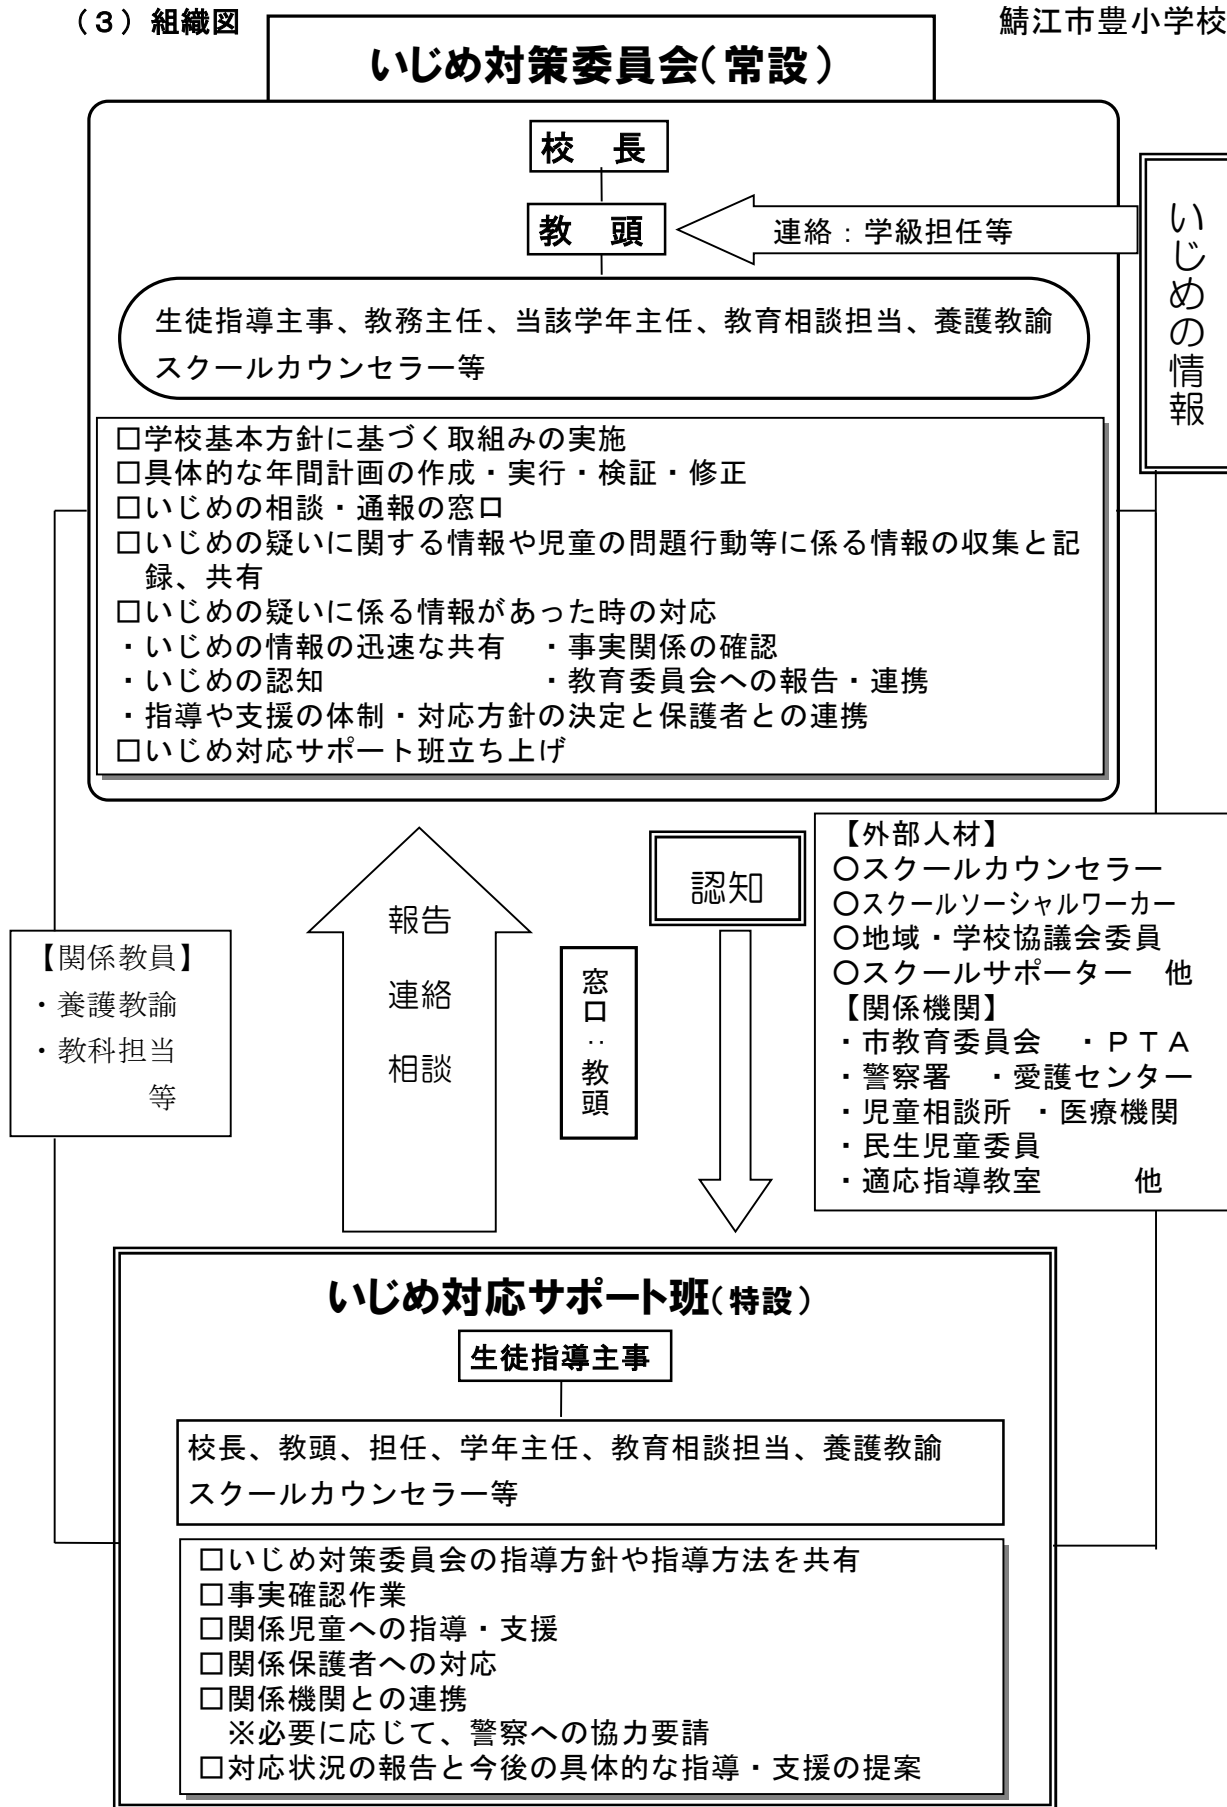 （３）組織図
鯖江市豊小学校
いじめ対策委員会（常設）
校　長
教　頭
連絡：学級担任等
いじめの情報
生徒指導主事、教務主任、当該学年主任、教育相談担当、養護教諭
スクールカウンセラー等
□学校基本方針に基づく取組みの実施
□具体的な年間計画の作成・実行・検証・修正
□いじめの相談・通報の窓口
□いじめの疑いに関する情報や児童の問題行動等に係る情報の収集と記
録、共有
□いじめの疑いに係る情報があった時の対応
・いじめの情報の迅速な共有　・事実関係の確認
・いじめの認知　　　　　　・教育委員会への報告・連携
・指導や支援の体制・対応方針の決定と保護者との連携
□いじめ対応サポート班立ち上げ
【関係教員】
・養護教諭
・教科担当
等
報告
連絡
相談
窓口：教頭
認知
【外部人材】
○スクールカウンセラー
○スクールソーシャルワーカー
○地域・学校協議会委員
○スクールサポーター　他
【関係機関】
・市教育委員会　・ＰＴＡ
・警察署　・愛護センター
・児童相談所　・医療機関
・民生児童委員
・適応指導教室　　　他
いじめ対応サポート班（特設）
生徒指導主事
校長、教頭、担任、学年主任、教育相談担当、養護教諭
スクールカウンセラー等
□いじめ対策委員会の指導方針や指導方法を共有
□事実確認作業
□関係児童への指導・支援
□関係保護者への対応
□関係機関との連携
※必要に応じて、警察への協力要請
□対応状況の報告と今後の具体的な指導・支援の提案